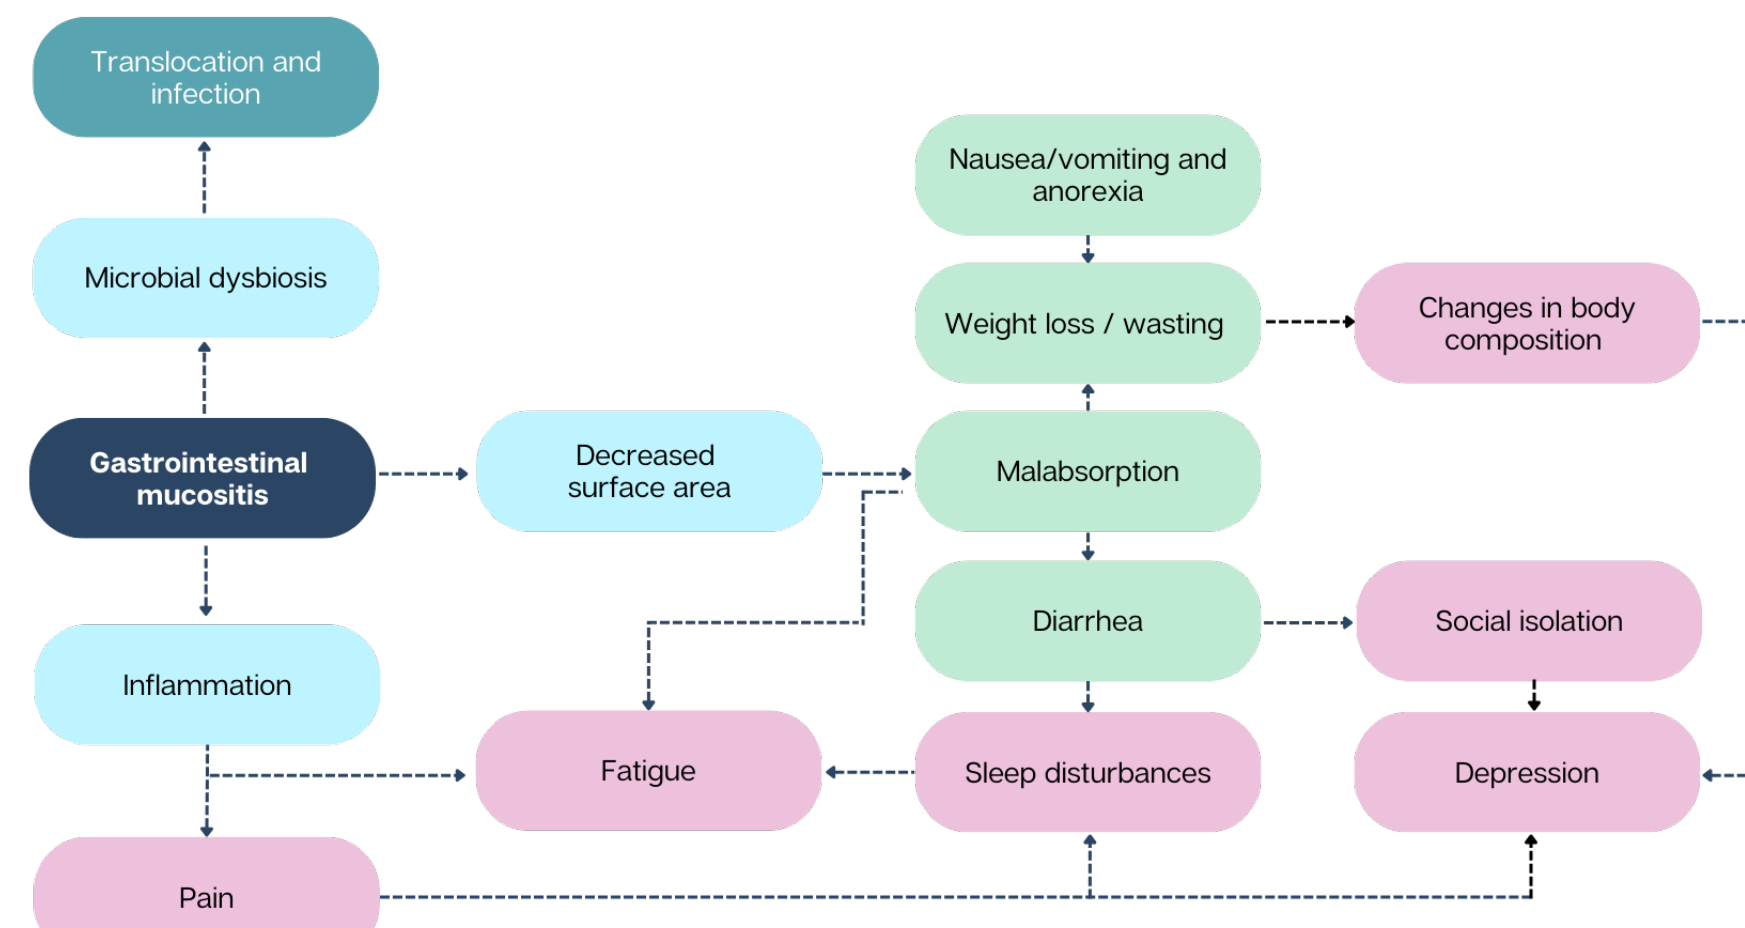 Translocation and
infection
Nausea/vomiting and
anorexia
Microbial dysbiosis
Weight loss / wasting
Changes in body
composition
Gastrointestinal
mucositis
Decreased
surface area
Malabsorption
Diarrhea
Social isolation
Inflammation
Fatigue
Sleep disturbances
Depression
Pain